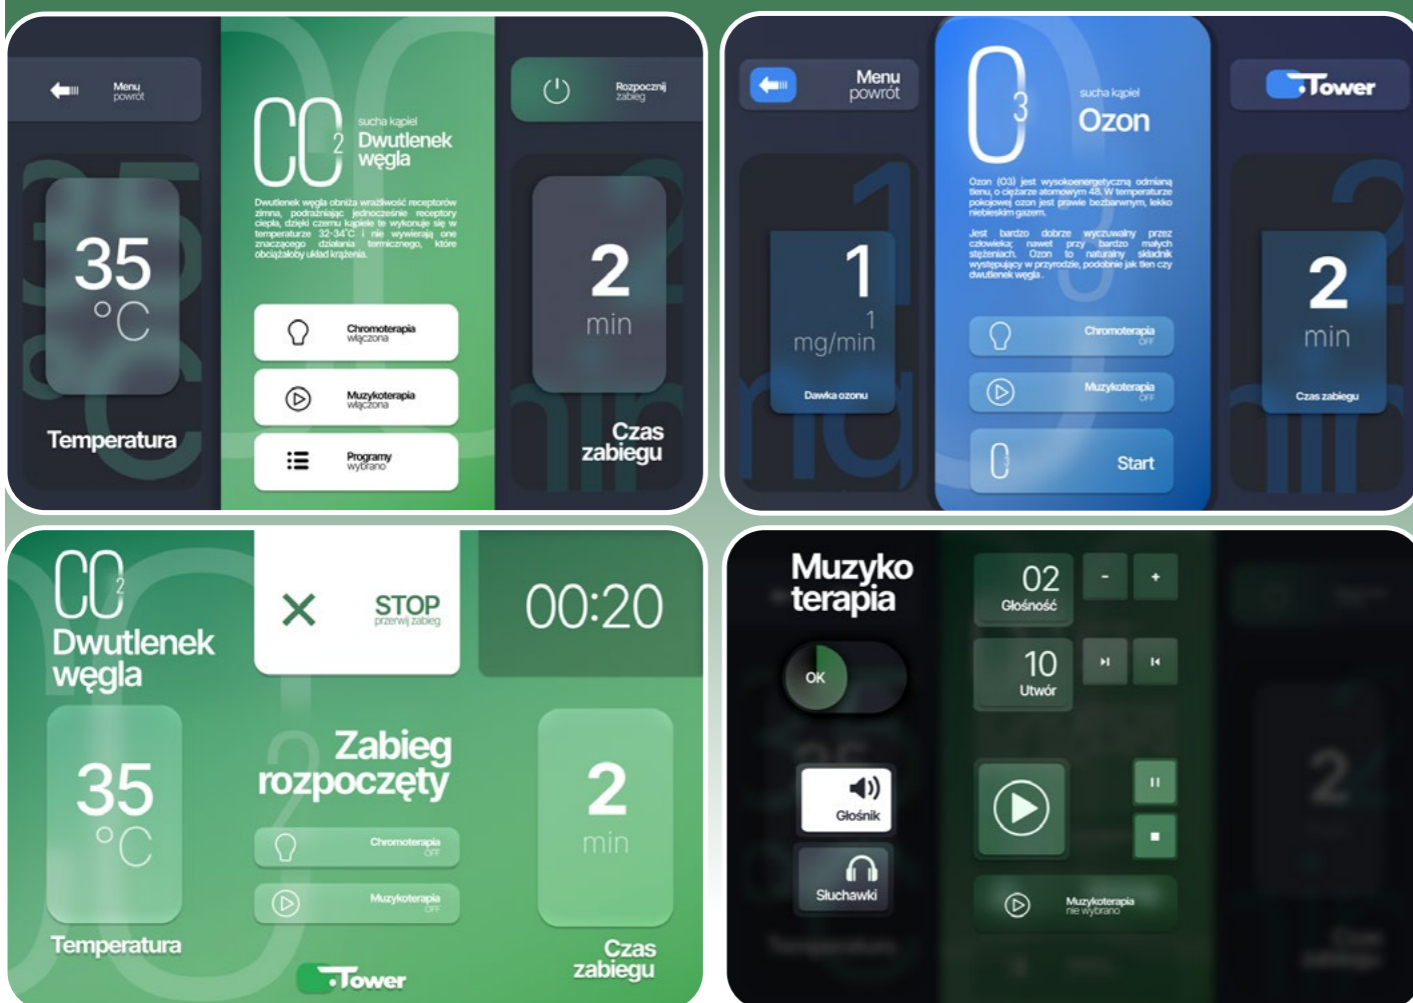 Menu
powrót
CO2
sucha kąpiel
Dwutlenek
węgla
Rozpocznij
zabieg
Dwutlenek węgla obniża wrażliwość receptorów
zimna, podrażniając jednocześnie receptory
ciepła, dzięki czemu kąpiele te wykonuje się w
temperaturze 32-34°C i nie wywierają one
znaczącego działania termicznego, które
obciążałoby układ krążenia.
35
°C
Temperatura
Chromoterapia
włączona
Muzykoterapia
włączona
Programy
wybrano
2
min
Czas
zabiegu
Menu
powrót
O3
sucha kąpiel
Ozon
Tower
Ozon (O3) jest wysokoenergetyczną odmianą
tlenu, o ciężarze atomowym 48. W temperaturze
pokojowej ozon jest prawie bezbarwnym, lekko
niebieskim gazem.
Jest bardzo dobrze wyczuwalny przez
człowieka; nawet przy bardzo małych
stężeniach. Ozon to naturalny składnik
występujący w przyrodzie, podobnie jak tlen czy
dwutlenek węgla .
1
1
mg/min
Dawka ozonu
Chromoterapia
OFF
Muzykoterapia
OFF
O3
Start
2
min
Czas zabiegu
CO2
Dwutlenek
węgla
STOP
przerwij zabieg
00:20
35
°C
Temperatura
Zabieg
rozpoczęty
Chromoterapia
OFF
Muzykoterapia
OFF
Tower
2
min
Czas
zabiegu
Muzyko
terapia
OK
Głośnik
Słuchawki
02
Głośność
- +
10
Utwór
Muzykoterapia
nie wybrano
2